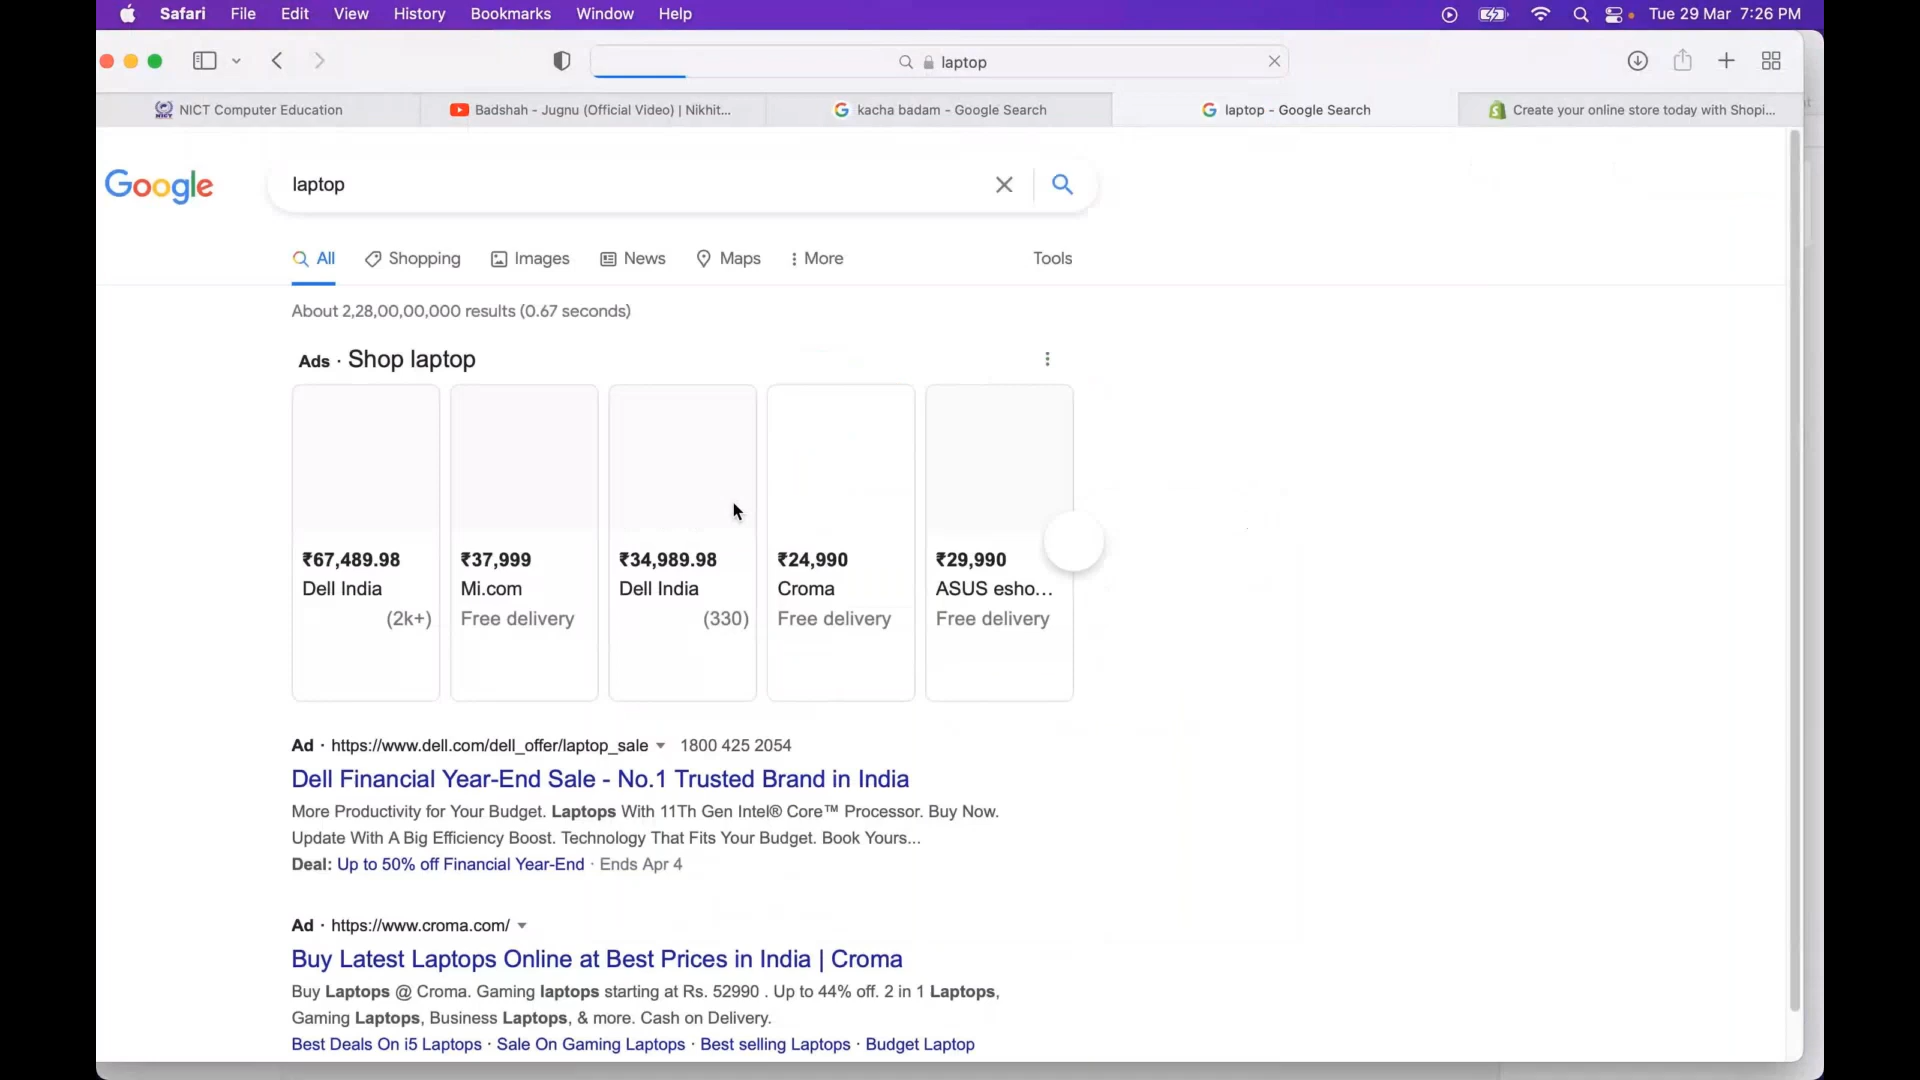 Safari File Edit View History Bookmarks Window Help Tue 29 Mar 7:26 PM
laptop
NICT Computer Education
Badshah - Jugnu (Official Video) | Nikhit...
kacha badam - Google Search
laptop - Google Search
Create your online store today with Shopi...
Google
laptop
All Shopping Images News Maps More Tools
About 2,28,00,00,000 results (0.67 seconds)
Ads · Shop laptop
₹67,489.98
Dell India
(2k+)
₹37,999
Mi.com
Free delivery
₹34,989.98
Dell India
(330)
₹24,990
Croma
Free delivery
₹29,990
ASUS esho...
Free delivery
Ad · https://www.dell.com/dell_offer/laptop_sale 1800 425 2054
Dell Financial Year-End Sale - No.1 Trusted Brand in India
More Productivity for Your Budget. Laptops With 11Th Gen Intel® Core™ Processor. Buy Now.
Update With A Big Efficiency Boost. Technology That Fits Your Budget. Book Yours...
Deal: Up to 50% off Financial Year-End · Ends Apr 4
Ad · https://www.croma.com/
Buy Latest Laptops Online at Best Prices in India | Croma
Buy Laptops @ Croma. Gaming laptops starting at Rs. 52990 . Up to 44% off. 2 in 1 Laptops,
Gaming Laptops, Business Laptops, & more. Cash on Delivery.
Best Deals On i5 Laptops · Sale On Gaming Laptops · Best selling Laptops · Budget Laptop